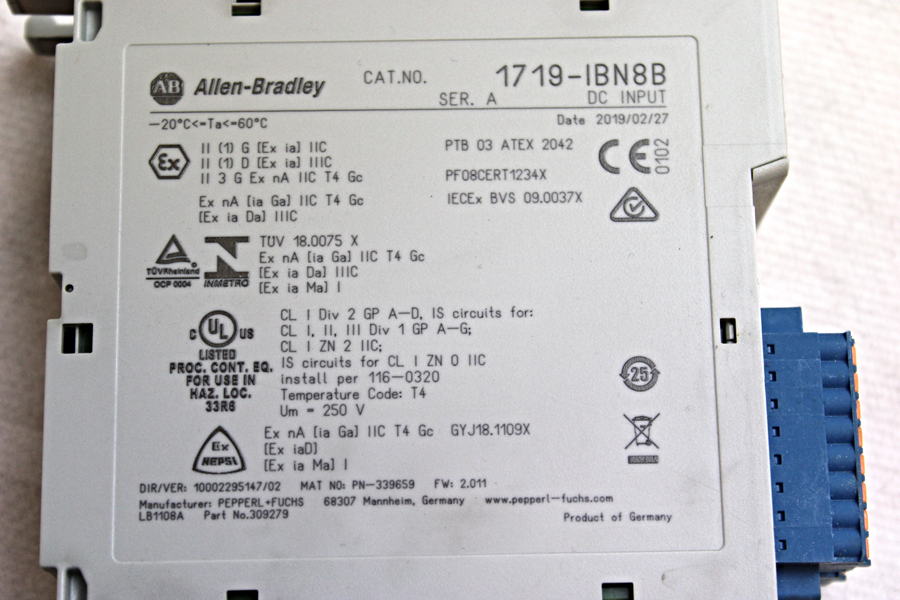 AB Allen-Bradley CAT.NO. 1719-IBN8B
SER. A DC INPUT
-20°C<=Ta<=60°C Date 2019/02/27
Ex II (1) G [Ex ia] IIC PTB 03 ATEX 2042 CE 0102
II (1) D [Ex ia] IIIC
II 3 G Ex nA IIC T4 Gc PF08CERT1234X
Ex nA [ia Ga] IIC T4 Gc IECEx BVS 09.0037X
[Ex ia Da] IIIC
TÜV 18.0075 X
Ex nA [ia Ga] IIC T4 Gc
TÜVRheinland INMETRO [Ex ia Da] IIIC
OCP 0004 [Ex ia Ma] I
CL I Div 2 GP A-D, IS circuits for:
C UL US CL I, II, III Div 1 GP A-G;
LISTED CL I ZN 2 IIC;
PROC. CONT. EQ. IS circuits for CL I ZN 0 IIC
FOR USE IN install per 116-0320 25
HAZ. LOC. Temperature Code: T4
33R6 Um = 250 V
Ex nA [ia Ga] IIC T4 Gc GYJ18.1109X
Ex [Ex iaD]
NEPSI [Ex ia Ma] I
DIR/VER: 10002295147/02 MAT NO: PN-339659 FW: 2.011
Manufacturer: PEPPERL+FUCHS 68307 Mannheim, Germany www.pepperl-fuchs.com
LB1108A Part No.309279 Product of Germany